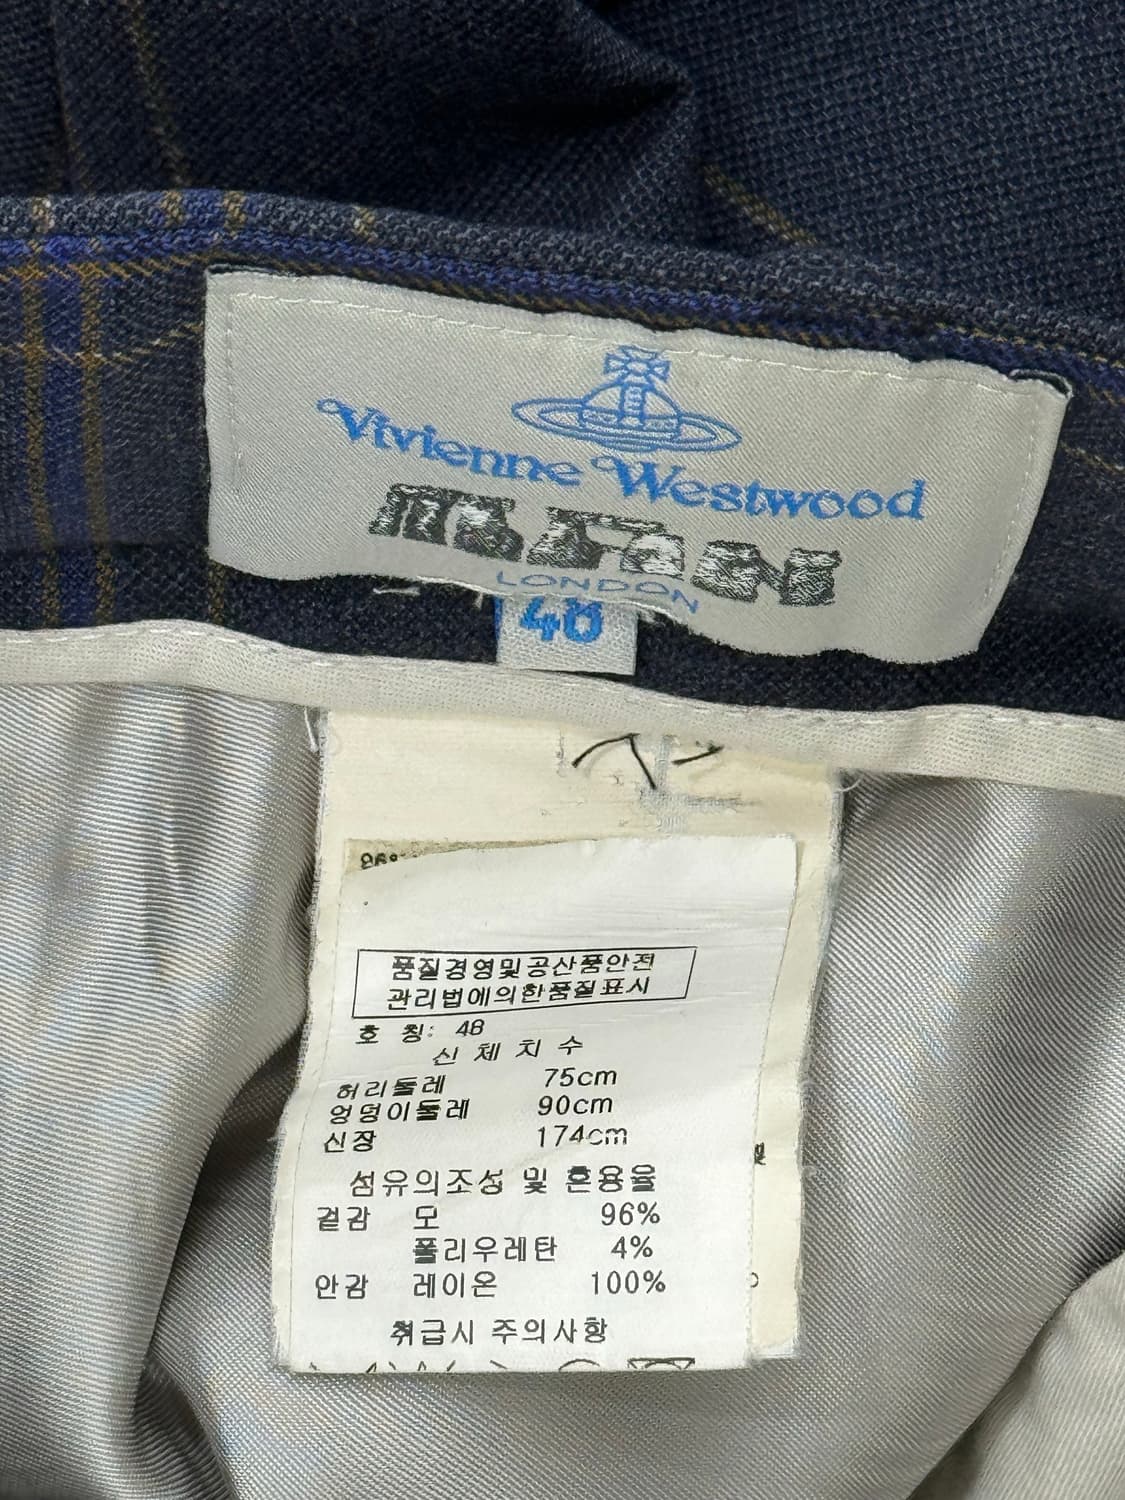 Vivienne Westwood
MAN
LONDON
48
96%
품질경영및공산품안전
관리법에의한품질표시
호 칭: 48
신 체 치 수
허리둘레 75cm
엉덩이둘레 90cm
신장 174cm
섬유의조성 및 혼용율
겉감 모 96%
폴리우레탄 4%
안감 레이온 100%
취급시 주의사항